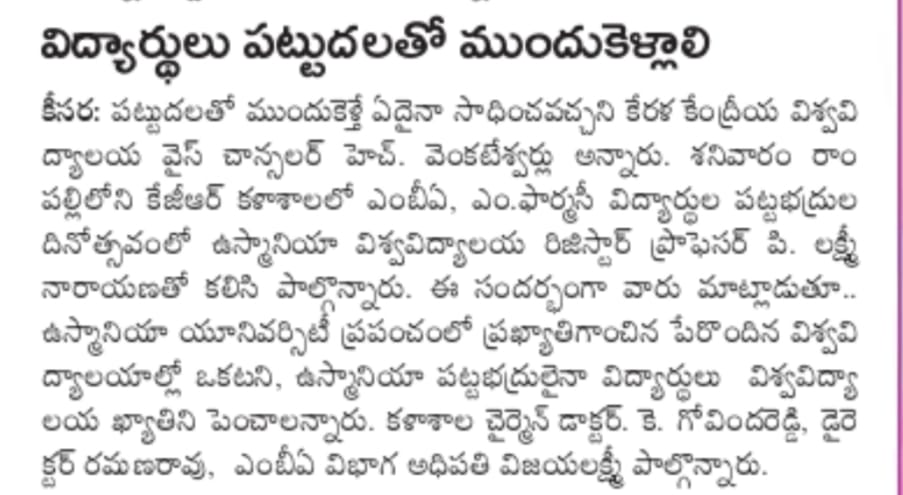 విద్యార్థులు పట్టుదలతో ముందుకెళ్లాలి
కీసర: పట్టుదలతో ముందుకెళ్తే ఏదైనా సాధించవచ్చని కేరళ కేంద్రీయ విశ్వవి
ద్యాలయ వైస్ చాన్సలర్ హెచ్. వెంకటేశ్వర్లు అన్నారు. శనివారం రాం
పల్లిలోని కేజీఆర్ కళాశాలలో ఎంబీఏ, ఎం.ఫార్మసీ విద్యార్థుల పట్టభద్రుల
దినోత్సవంలో ఉస్మానియా విశ్వవిద్యాలయ రిజిస్టార్ ప్రొఫెసర్ పి. లక్ష్మీ
నారాయణతో కలిసి పాల్గొన్నారు. ఈ సందర్భంగా వారు మాట్లాడుతూ..
ఉస్మానియా యూనివర్సిటీ ప్రపంచంలో ప్రఖ్యాతిగాంచిన పేరొందిన విశ్వవి
ద్యాలయాల్లో ఒకటని, ఉస్మానియా పట్టభద్రులైనా విద్యార్థులు విశ్వవిద్యా
లయ ఖ్యాతిని పెంచాలన్నారు. కళాశాల చైర్మెన్ డాక్టర్. కె. గోవిందరెడ్డి, డైరె
క్టర్ రమణరావు, ఎంబీఏ విభాగ అధిపతి విజయలక్ష్మీ పాల్గొన్నారు.